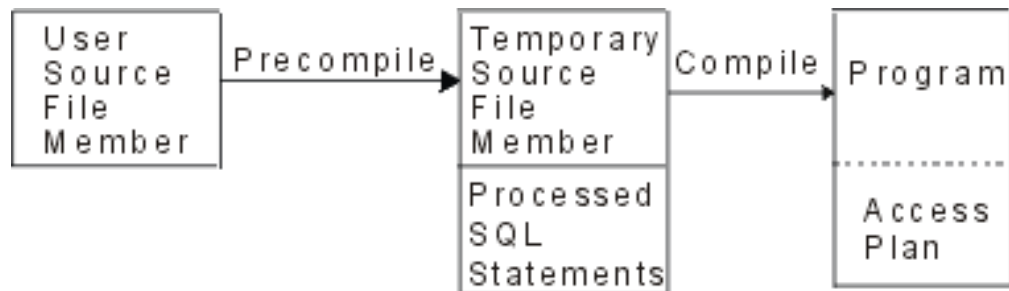 User
Source
File
Member
Precompile
Temporary
Source
File
Member
Processed
SQL
Statements
Compile
Program
Access
Plan